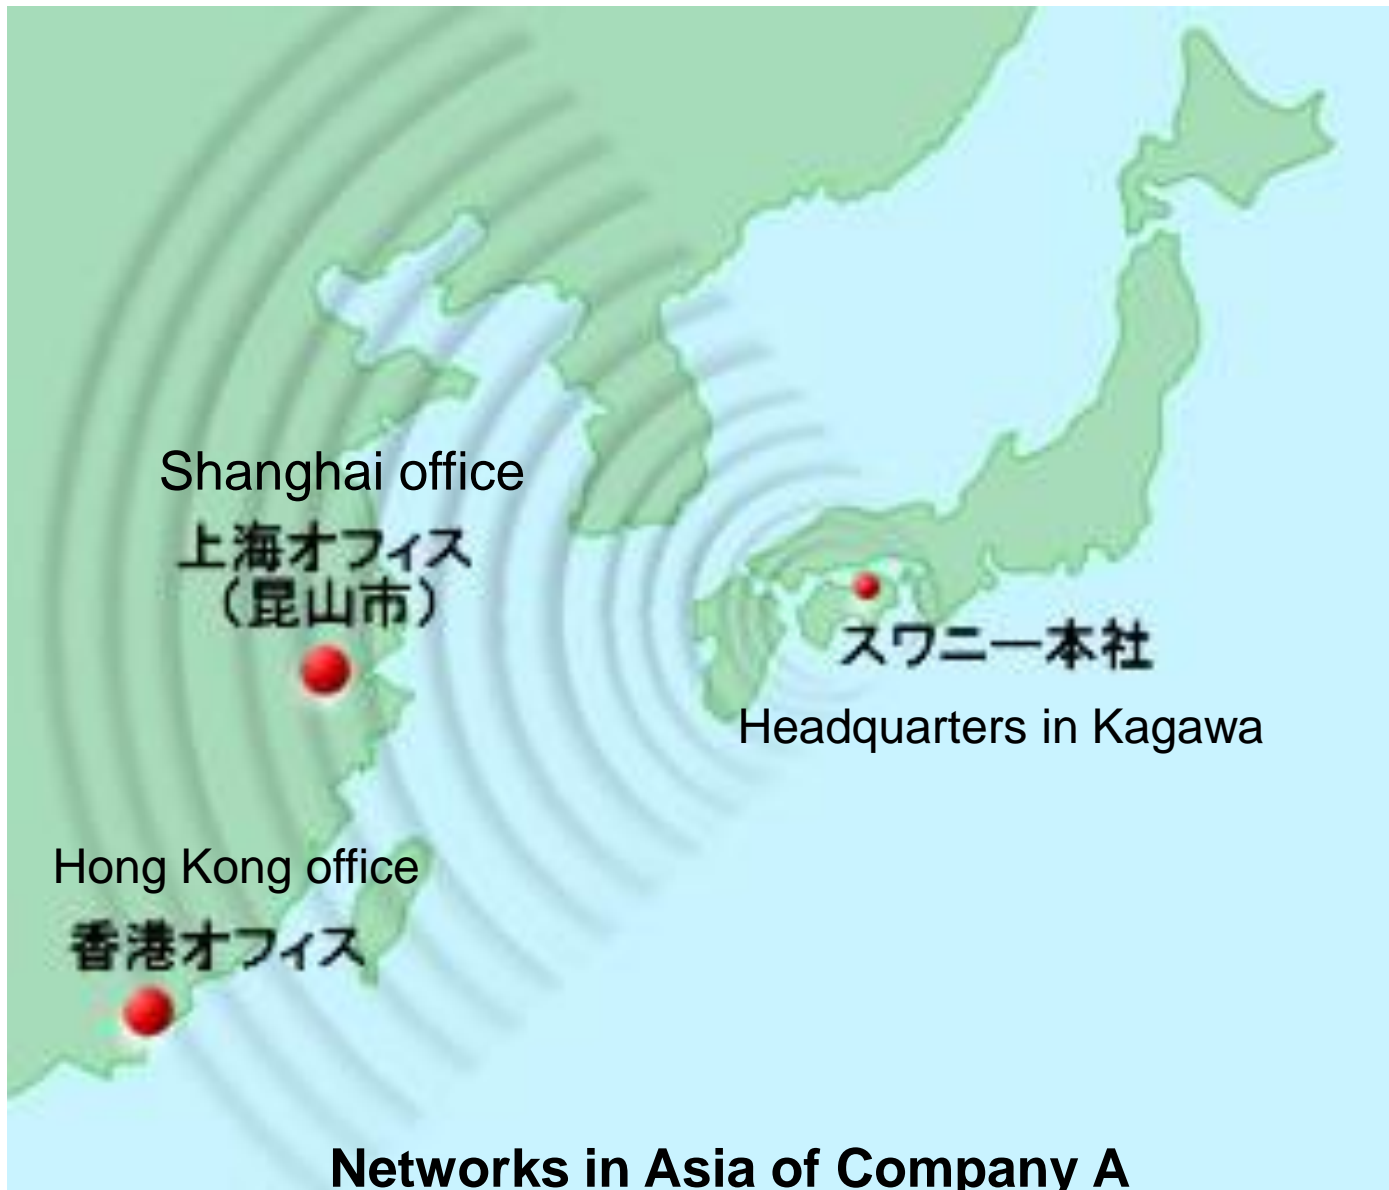 Shanghai office
上海オフィス
（昆山市）
スワニー本社
Headquarters in Kagawa
Hong Kong office
香港オフィス
Networks in Asia of Company A